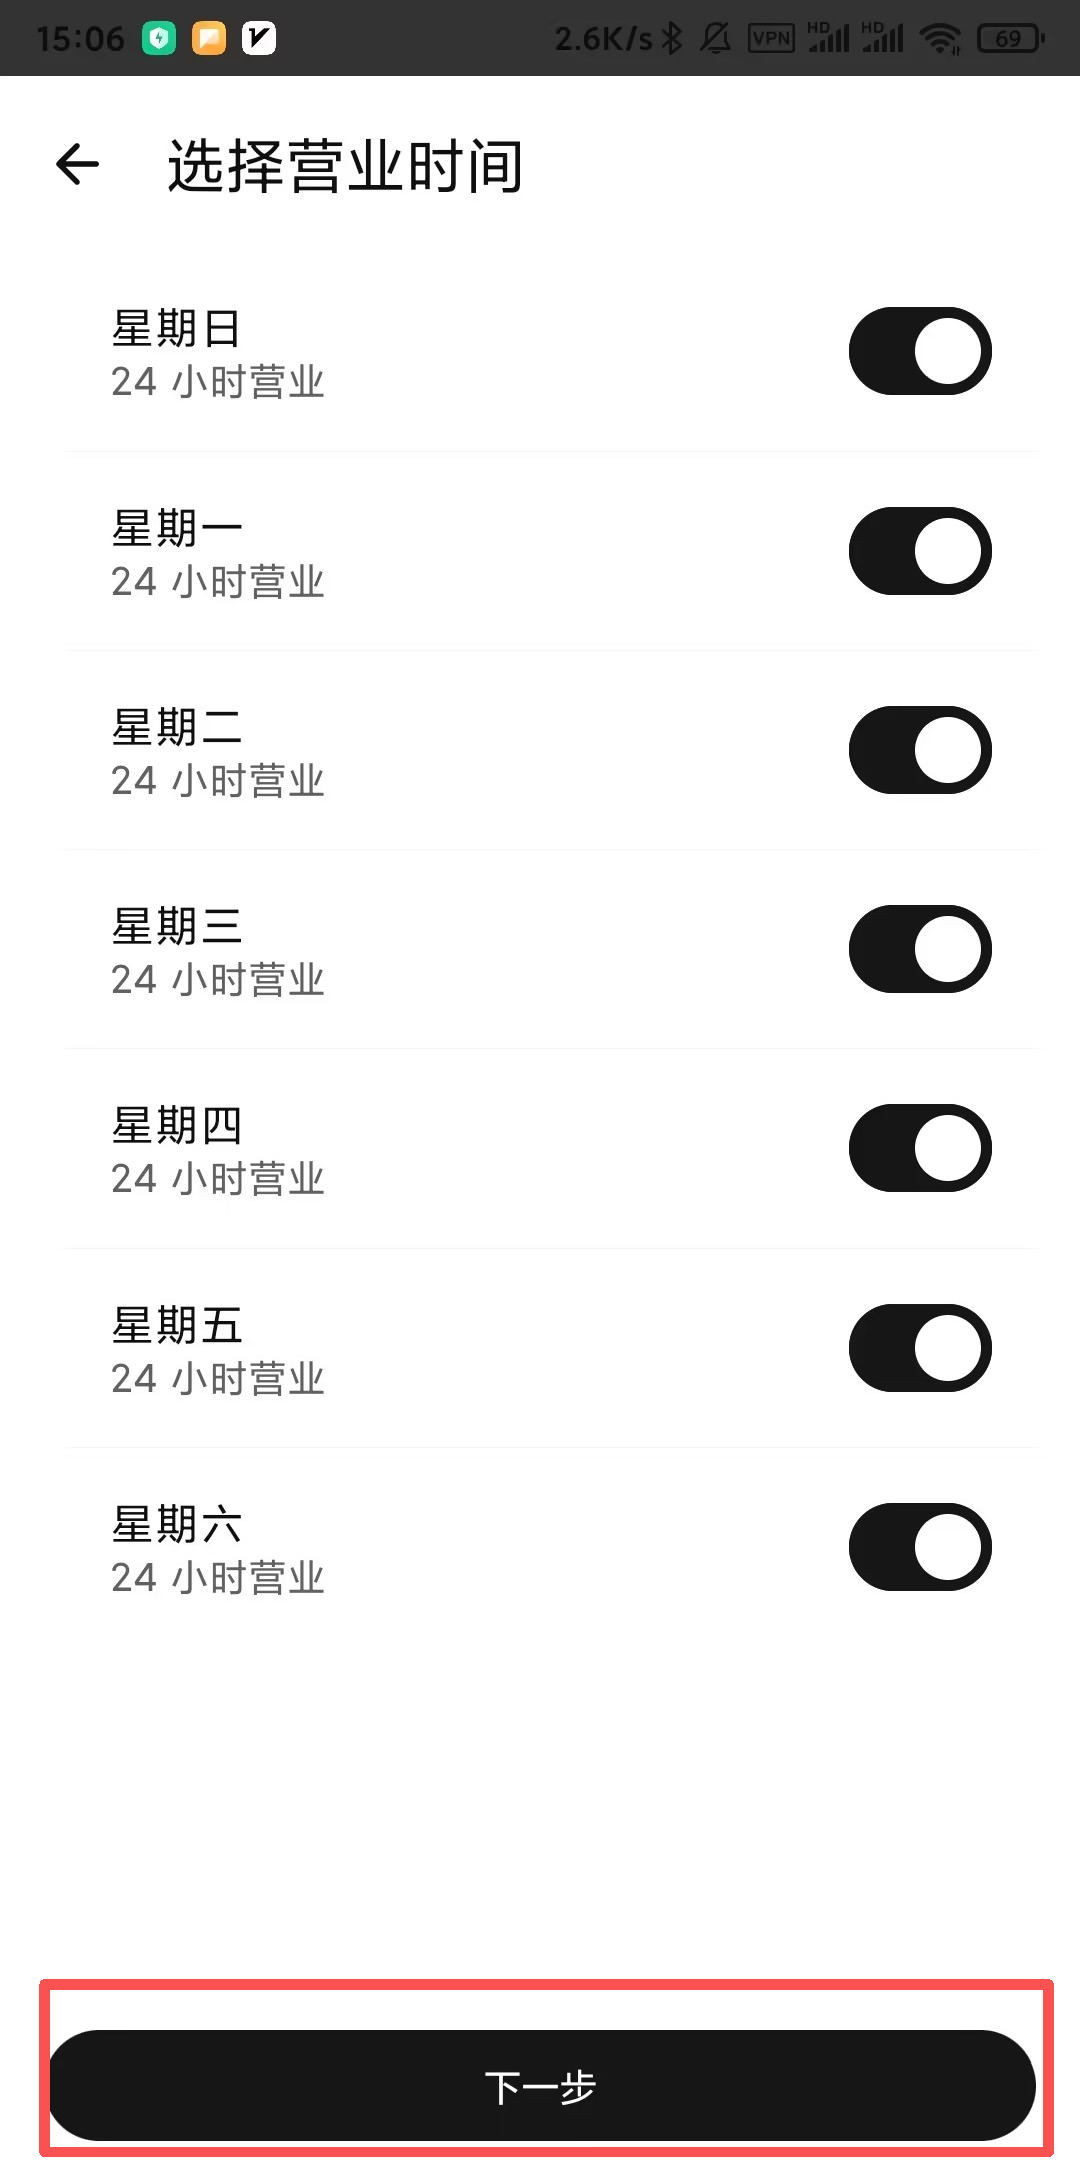 15:06 2.6K/s VPN HD HD 69
选择营业时间
星期日
24 小时营业
星期一
24 小时营业
星期二
24 小时营业
星期三
24 小时营业
星期四
24 小时营业
星期五
24 小时营业
星期六
24 小时营业
下一步